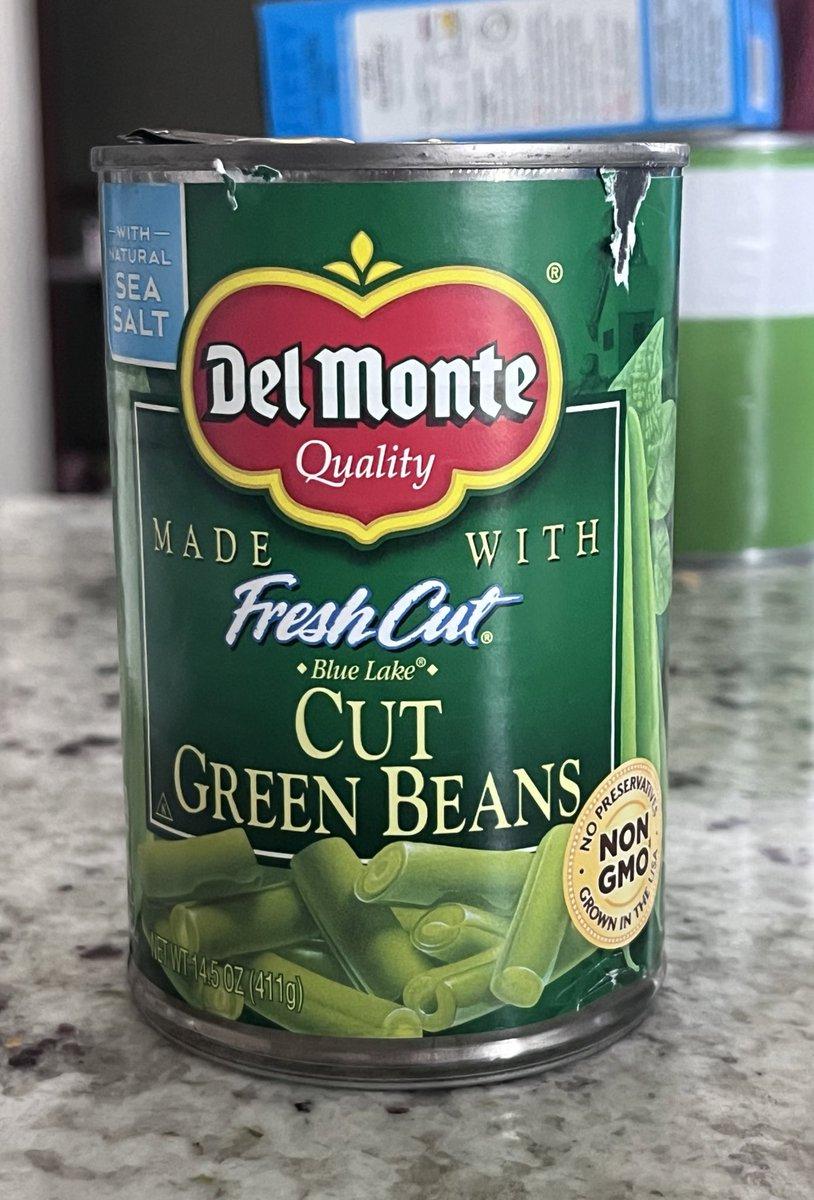 WITH
NATURAL
SEA
SALT
®
Del Monte
Quality
MADE WITH
Fresh Cut®
Blue Lake®
CUT
GREEN BEANS
NO PRESERVATIVES
NON
GMO
GROWN IN THE USA
NET WT 14.5 OZ (411g)